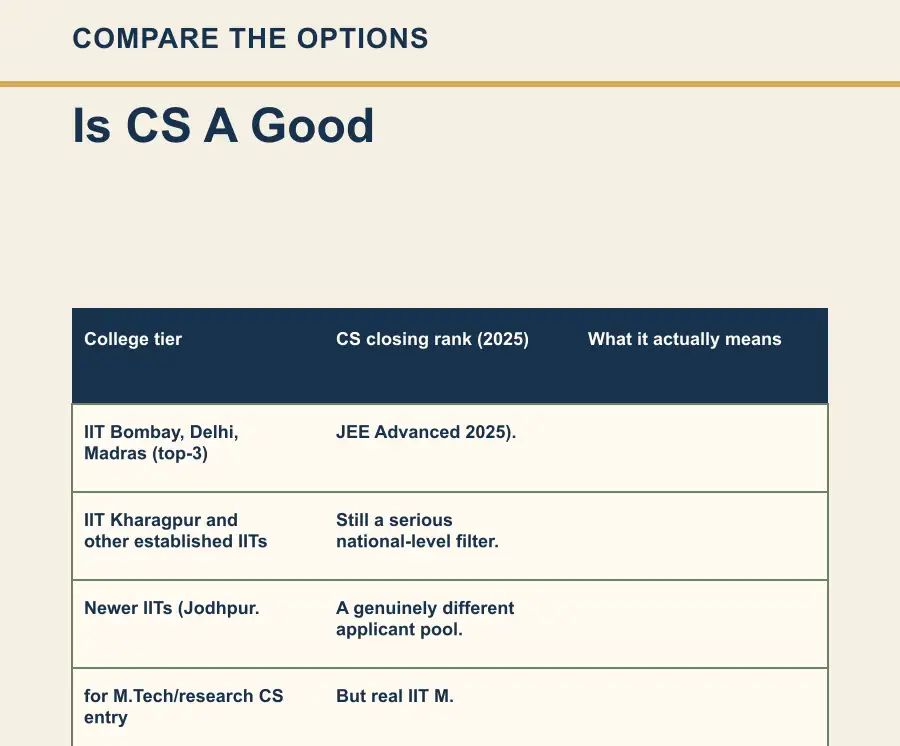 COMPARE THE OPTIONS
Is CS A Good
College tier
CS closing rank (2025)
What it actually means
IIT Bombay, Delhi,
Madras (top-3)
JEE Advanced 2025).
IIT Kharagpur and
other established IITs
Still a serious
national-level filter.
Newer IITs (Jodhpur.
A genuinely different
applicant pool.
for M.Tech/research CS
entry
But real IIT M.